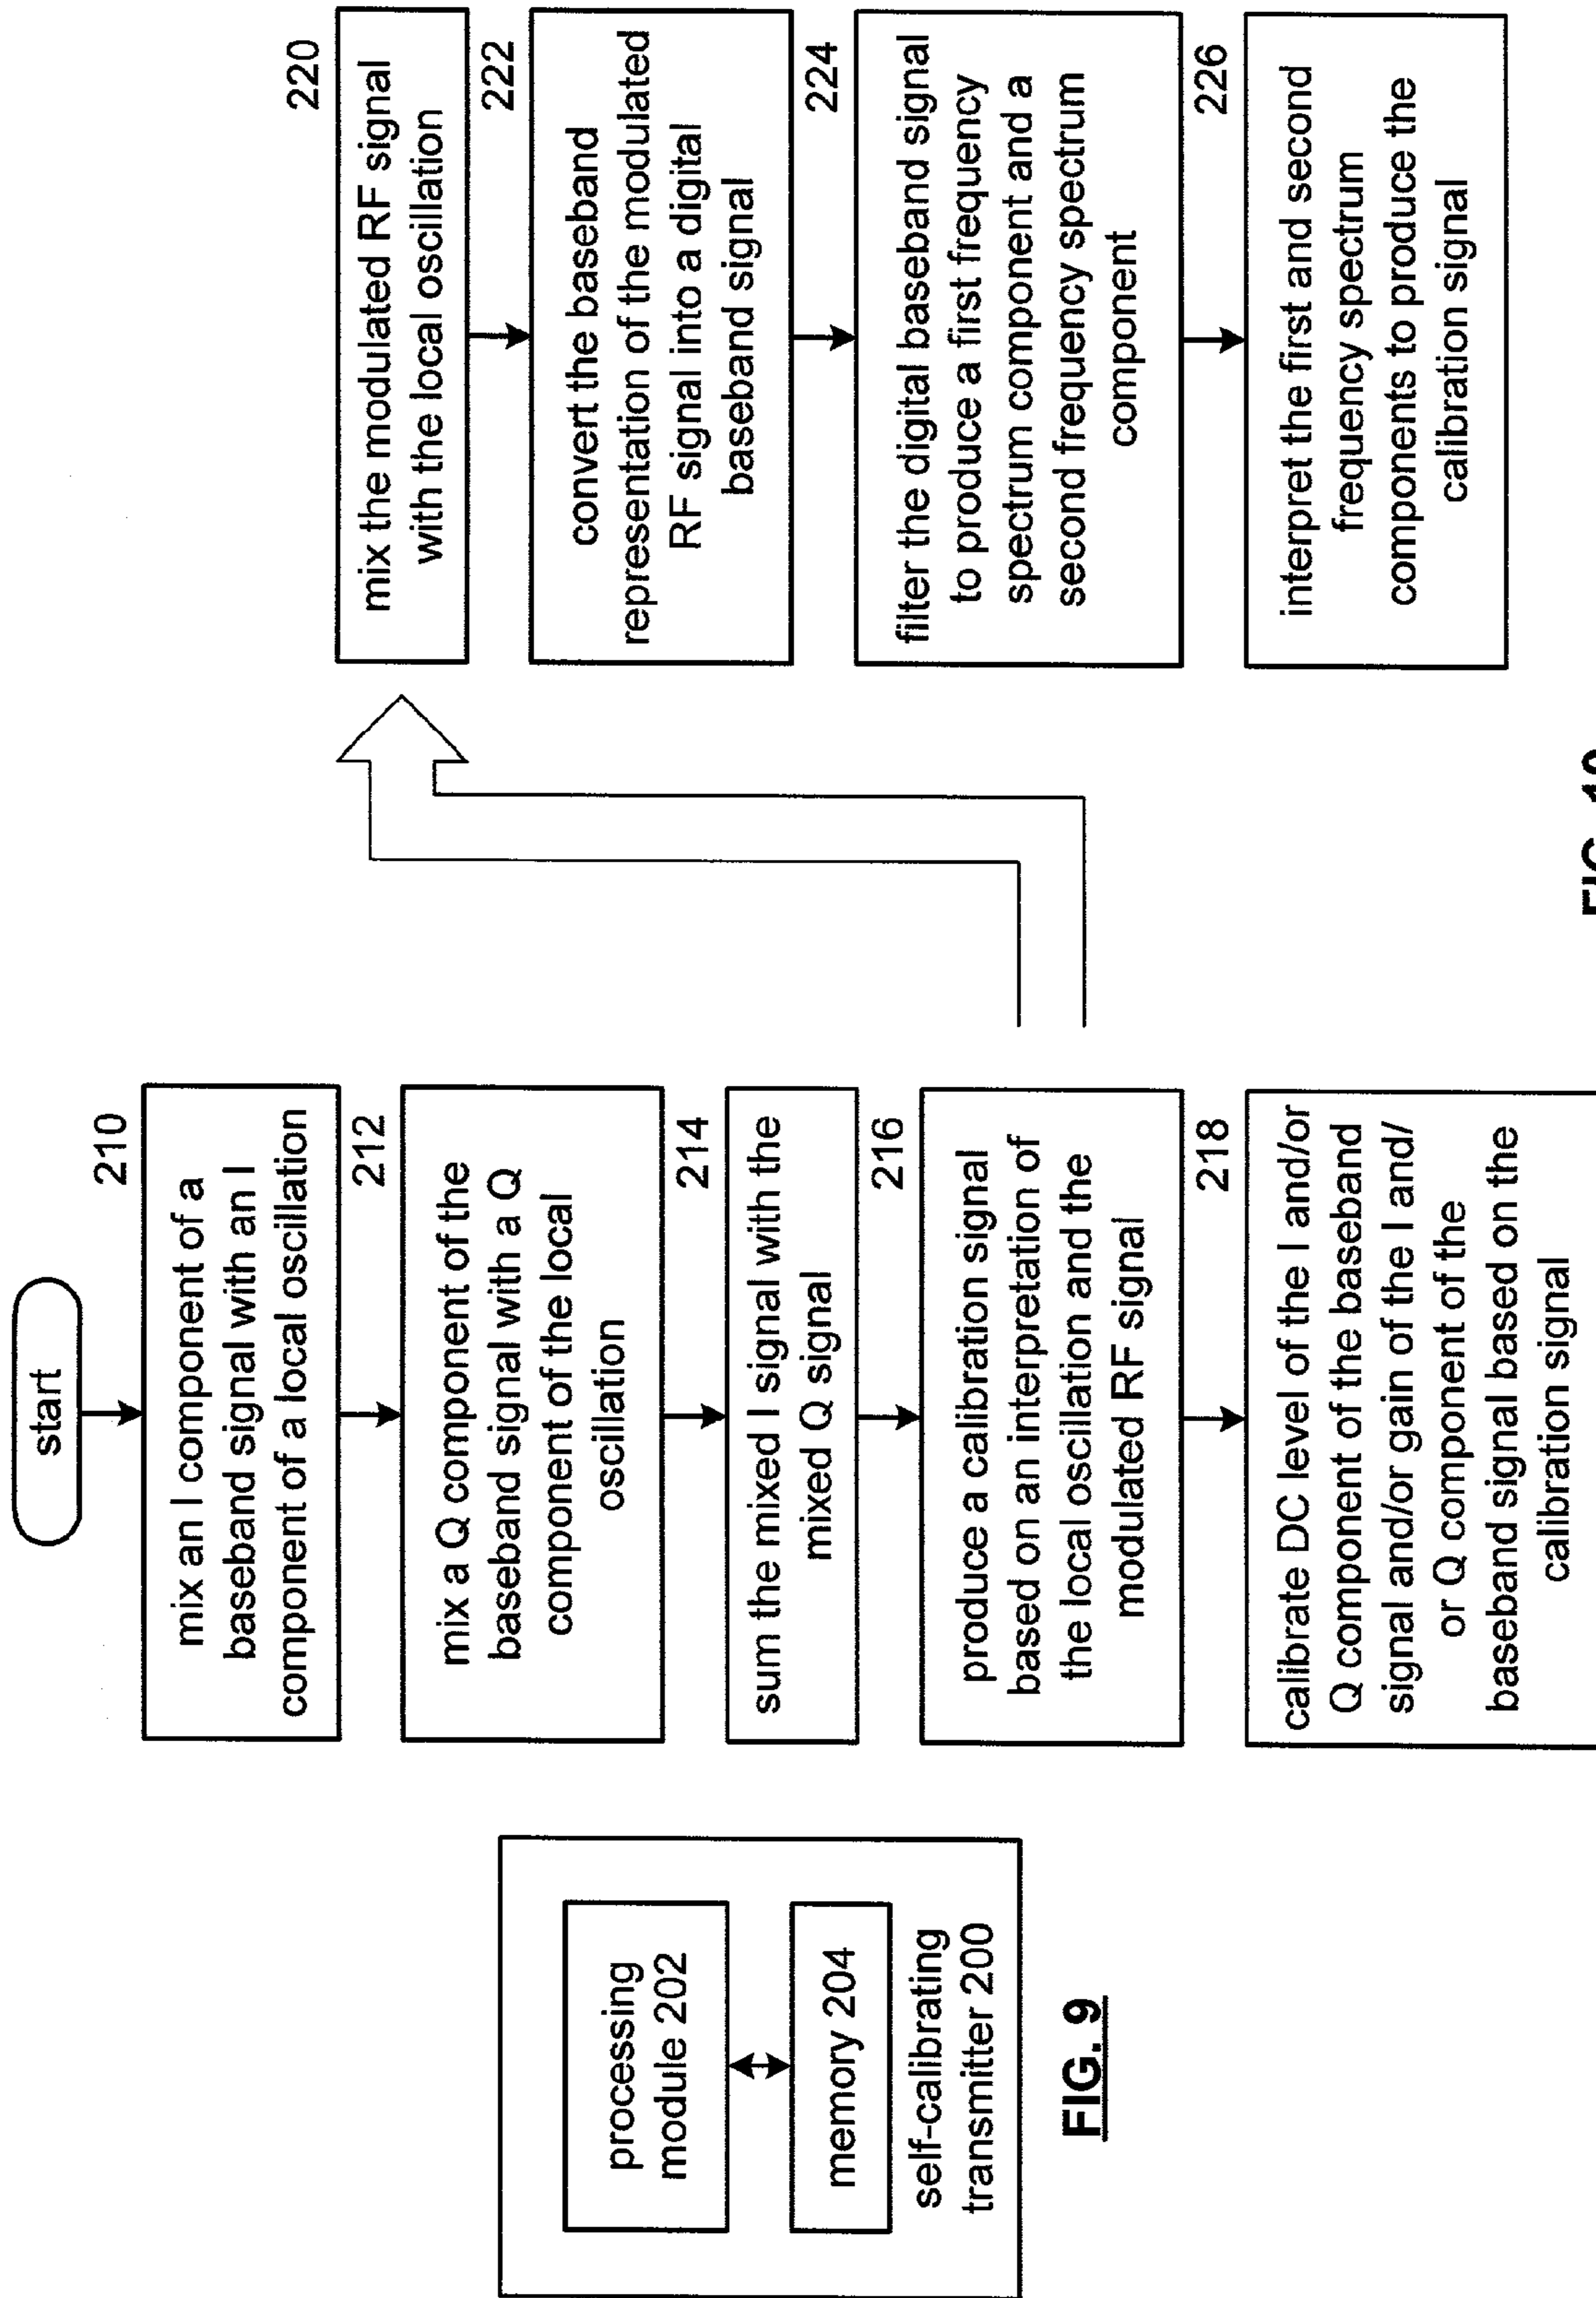 processing
module 202
memory 204
self-calibrating
transmitter 200
FIG. 9
start
210
mix an I component of a
baseband signal with an I
component of a local oscillation
212
mix a Q component of the
baseband signal with a Q
component of the local
oscillation
214
sum the mixed I signal with the
mixed Q signal
216
produce a calibration signal
based on an interpretation of
the local oscillation and the
modulated RF signal
218
calibrate DC level of the I and/or
Q component of the baseband
signal and/or gain of the I and/
or Q component of the
baseband signal based on the
calibration signal
220
mix the modulated RF signal
with the local oscillation
222
convert the baseband
representation of the modulated
RF signal into a digital
baseband signal
224
filter the digital baseband signal
to produce a first frequency
spectrum component and a
second frequency spectrum
component
226
interpret the first and second
frequency spectrum
components to produce the
calibration signal
FIG.